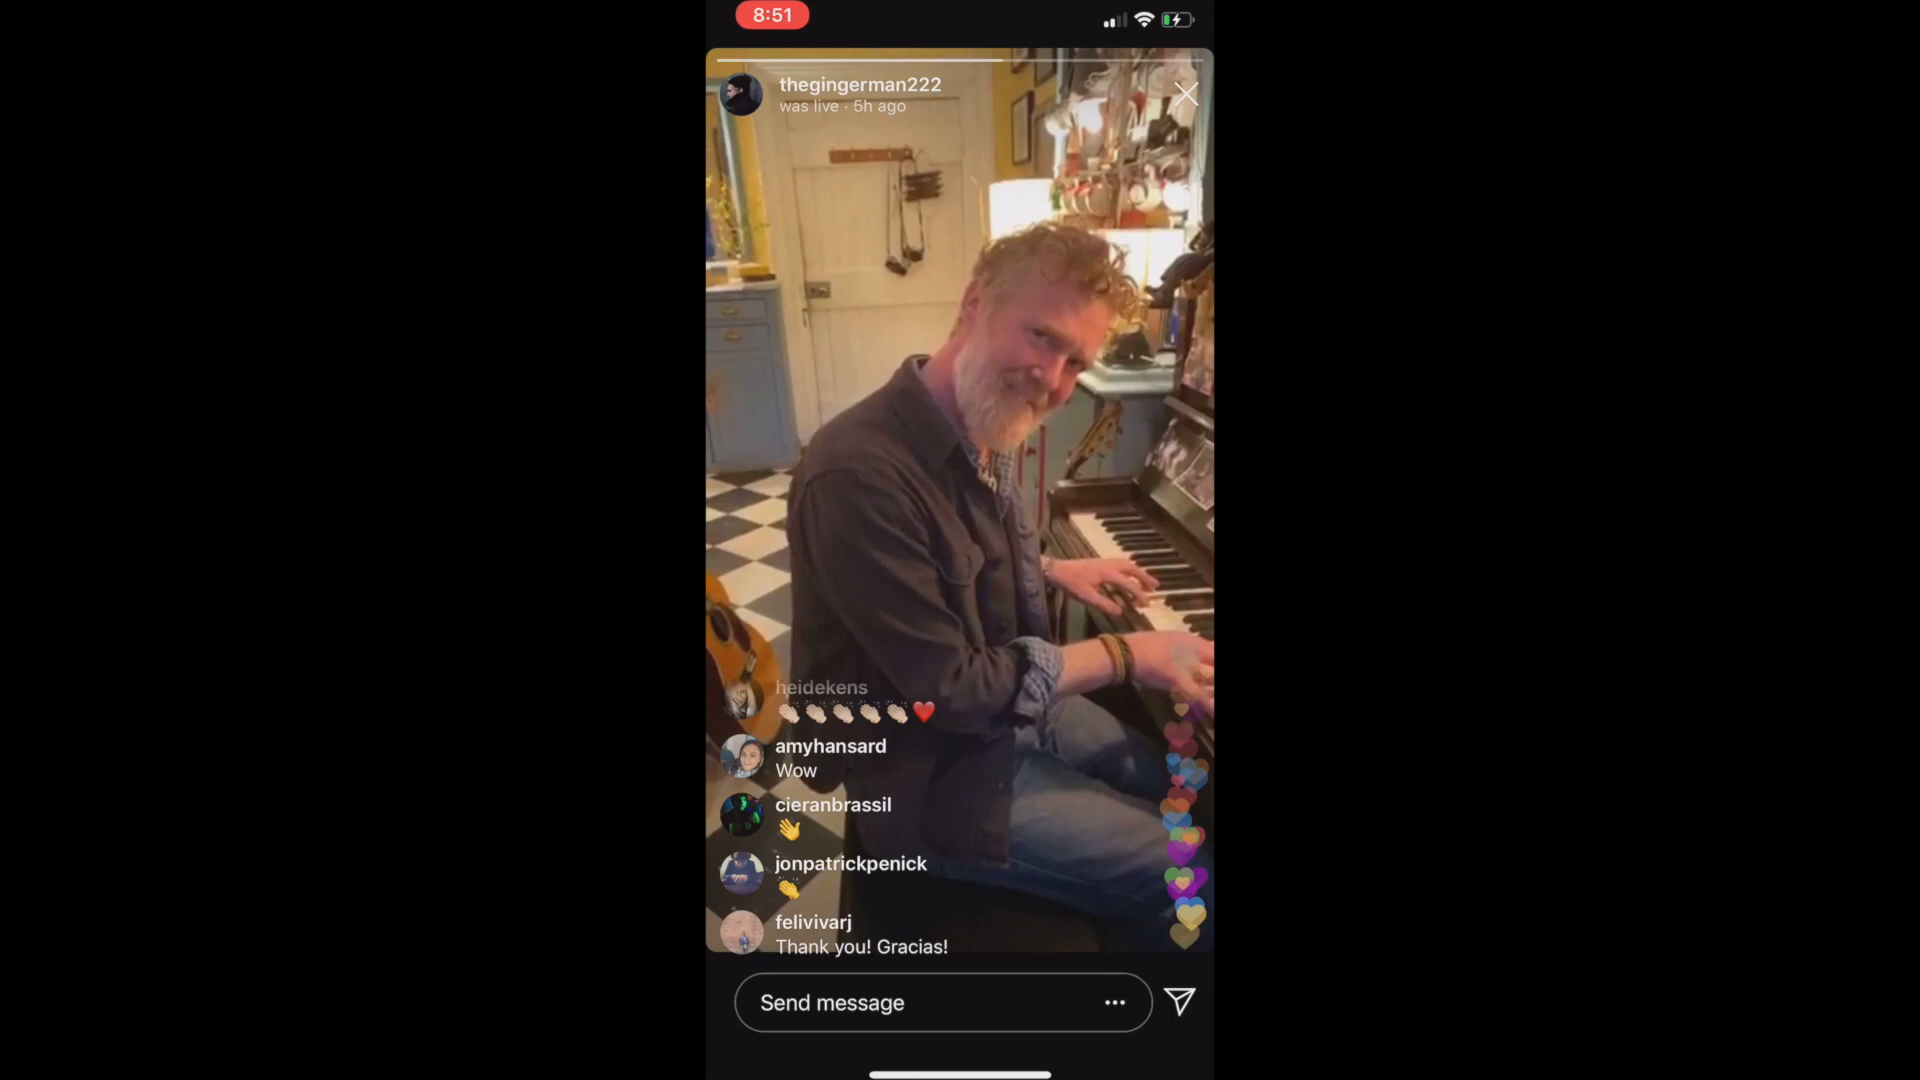 8:51
thegingerman222
was live · 5h ago
heidekens
👏🏻👏🏻👏🏻👏🏻👏🏻❤️
amyhansard
Wow
cieranbrassil
👋
jonpatrickpenick
👏
felivivarj
Thank you! Gracias!
Send message